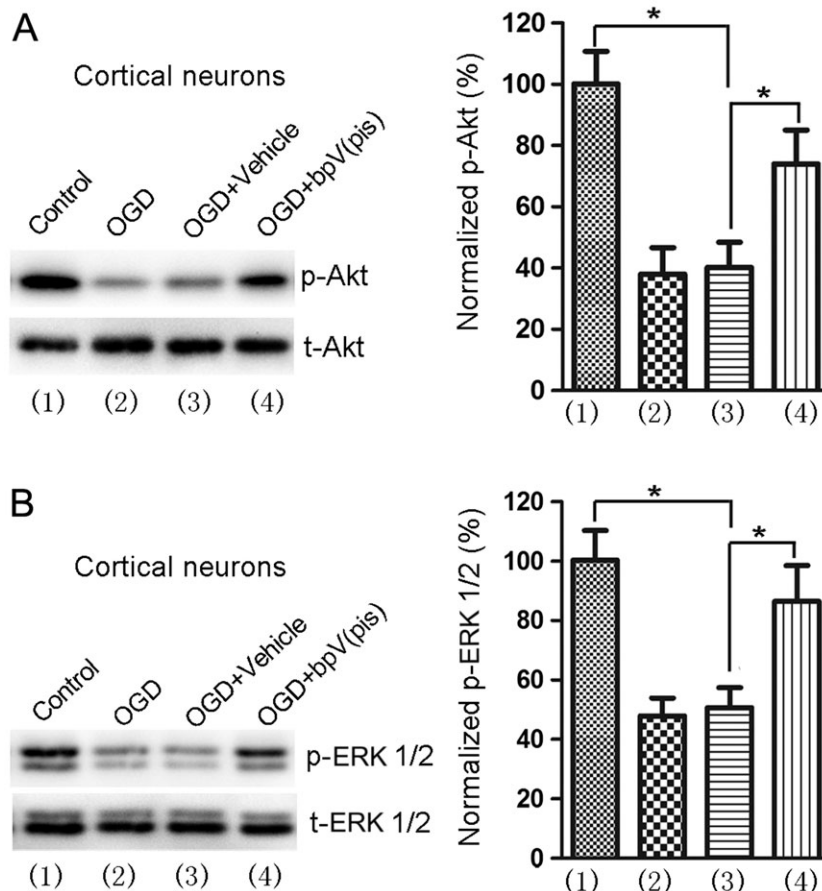 A
Cortical neurons
Control
OGD
OGD+Vehicle
OGD+bpV(pis)
p-Akt
t-Akt
(1) (2) (3) (4)
Normalized p-Akt (%)
120
100
80
60
40
20
0
*
*
(1) (2) (3) (4)
B
Cortical neurons
Control
OGD
OGD+Vehicle
OGD+bpV(pis)
p-ERK 1/2
t-ERK 1/2
(1) (2) (3) (4)
Normalized p-ERK 1/2 (%)
120
100
80
60
40
20
0
*
*
(1) (2) (3) (4)